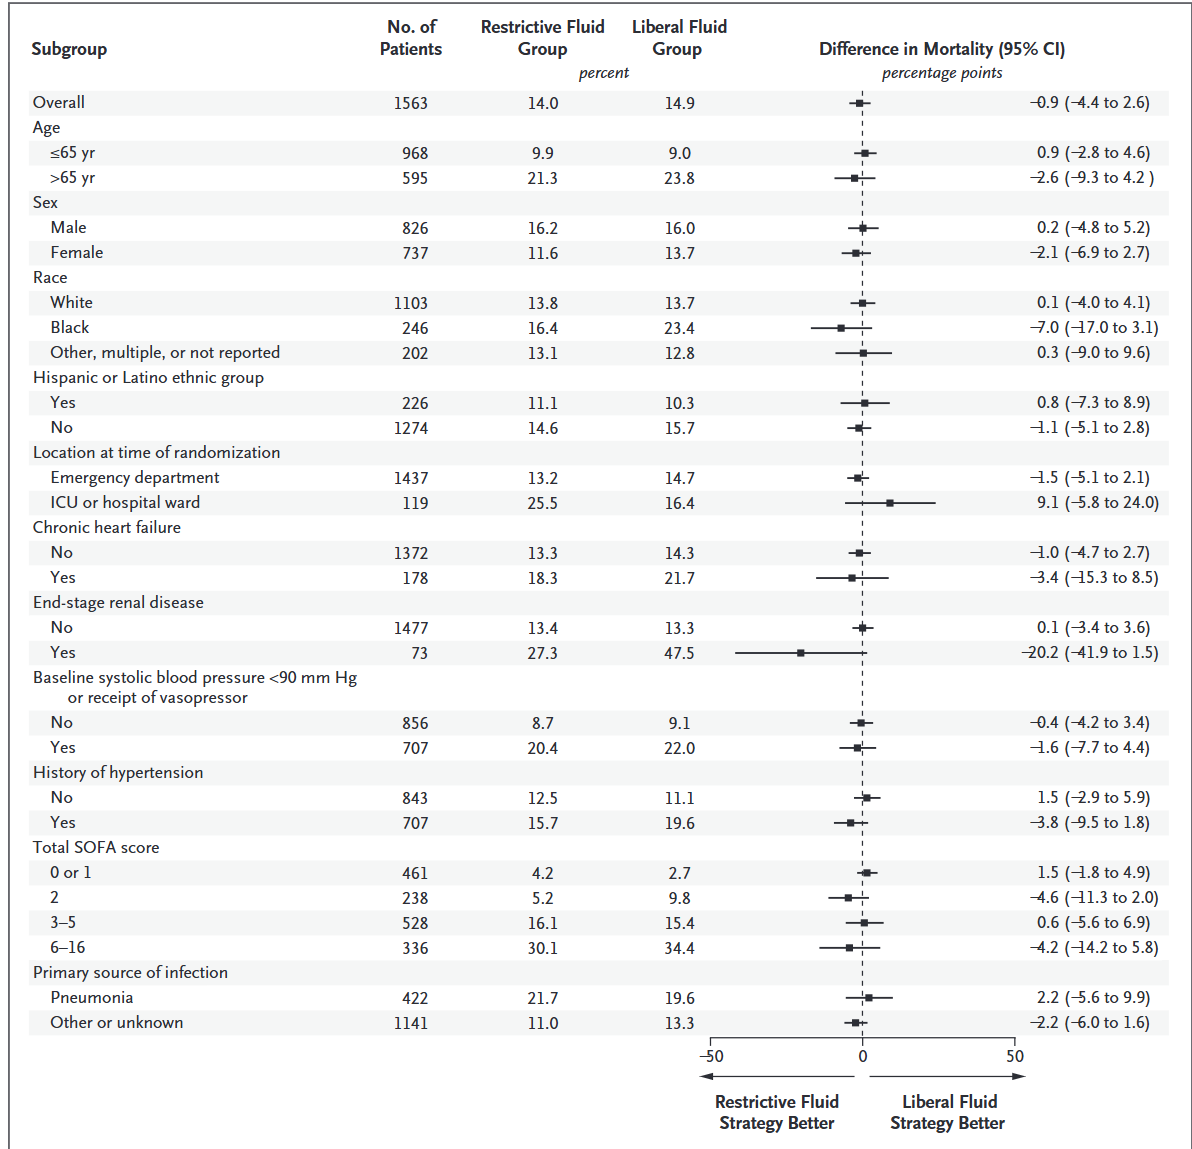 Subgroup No. of Patients Restrictive Fluid Group Liberal Fluid Group Difference in Mortality (95% CI)
percent percentage points
Overall 1563 14.0 14.9 −0.9 (−4.4 to 2.6)
Age
≤65 yr 968 9.9 9.0 0.9 (−2.8 to 4.6)
>65 yr 595 21.3 23.8 −2.6 (−9.3 to 4.2 )
Sex
Male 826 16.2 16.0 0.2 (−4.8 to 5.2)
Female 737 11.6 13.7 −2.1 (−6.9 to 2.7)
Race
White 1103 13.8 13.7 0.1 (−4.0 to 4.1)
Black 246 16.4 23.4 −7.0 (−17.0 to 3.1)
Other, multiple, or not reported 202 13.1 12.8 0.3 (−9.0 to 9.6)
Hispanic or Latino ethnic group
Yes 226 11.1 10.3 0.8 (−7.3 to 8.9)
No 1274 14.6 15.7 −1.1 (−5.1 to 2.8)
Location at time of randomization
Emergency department 1437 13.2 14.7 −1.5 (−5.1 to 2.1)
ICU or hospital ward 119 25.5 16.4 9.1 (−5.8 to 24.0)
Chronic heart failure
No 1372 13.3 14.3 −1.0 (−4.7 to 2.7)
Yes 178 18.3 21.7 −3.4 (−15.3 to 8.5)
End-stage renal disease
No 1477 13.4 13.3 0.1 (−3.4 to 3.6)
Yes 73 27.3 47.5 −20.2 (−41.9 to 1.5)
Baseline systolic blood pressure <90 mm Hg
or receipt of vasopressor
No 856 8.7 9.1 −0.4 (−4.2 to 3.4)
Yes 707 20.4 22.0 −1.6 (−7.7 to 4.4)
History of hypertension
No 843 12.5 11.1 1.5 (−2.9 to 5.9)
Yes 707 15.7 19.6 −3.8 (−9.5 to 1.8)
Total SOFA score
0 or 1 461 4.2 2.7 1.5 (−1.8 to 4.9)
2 238 5.2 9.8 −4.6 (−11.3 to 2.0)
3–5 528 16.1 15.4 0.6 (−5.6 to 6.9)
6–16 336 30.1 34.4 −4.2 (−14.2 to 5.8)
Primary source of infection
Pneumonia 422 21.7 19.6 2.2 (−5.6 to 9.9)
Other or unknown 1141 11.0 13.3 −2.2 (−6.0 to 1.6)
−50 0 50
Restrictive Fluid Strategy Better Liberal Fluid Strategy Better